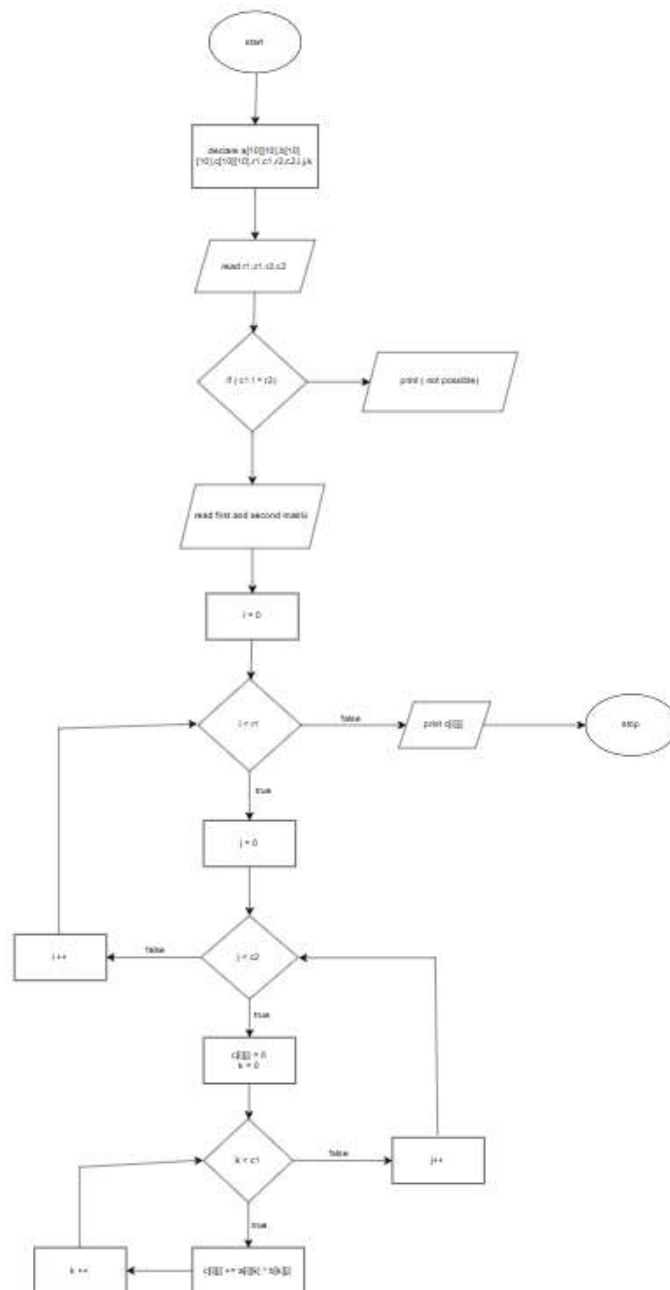 start
declare a[10][10],b[10]
[10],c[10][10],r1,c1,r2,c2,i,j,k
read r1,c1,r2,c2
if ( c1 ! = r2)
print ( not possible)
read first and second matrix
i = 0
i < r1
false
print c[i][j]
stop
true
j = 0
j < c2
false
i ++
true
c[i][j] = 0
k = 0
k < c1
false
j++
true
k ++
c[i][j] += a[i][k] * b[k][j]